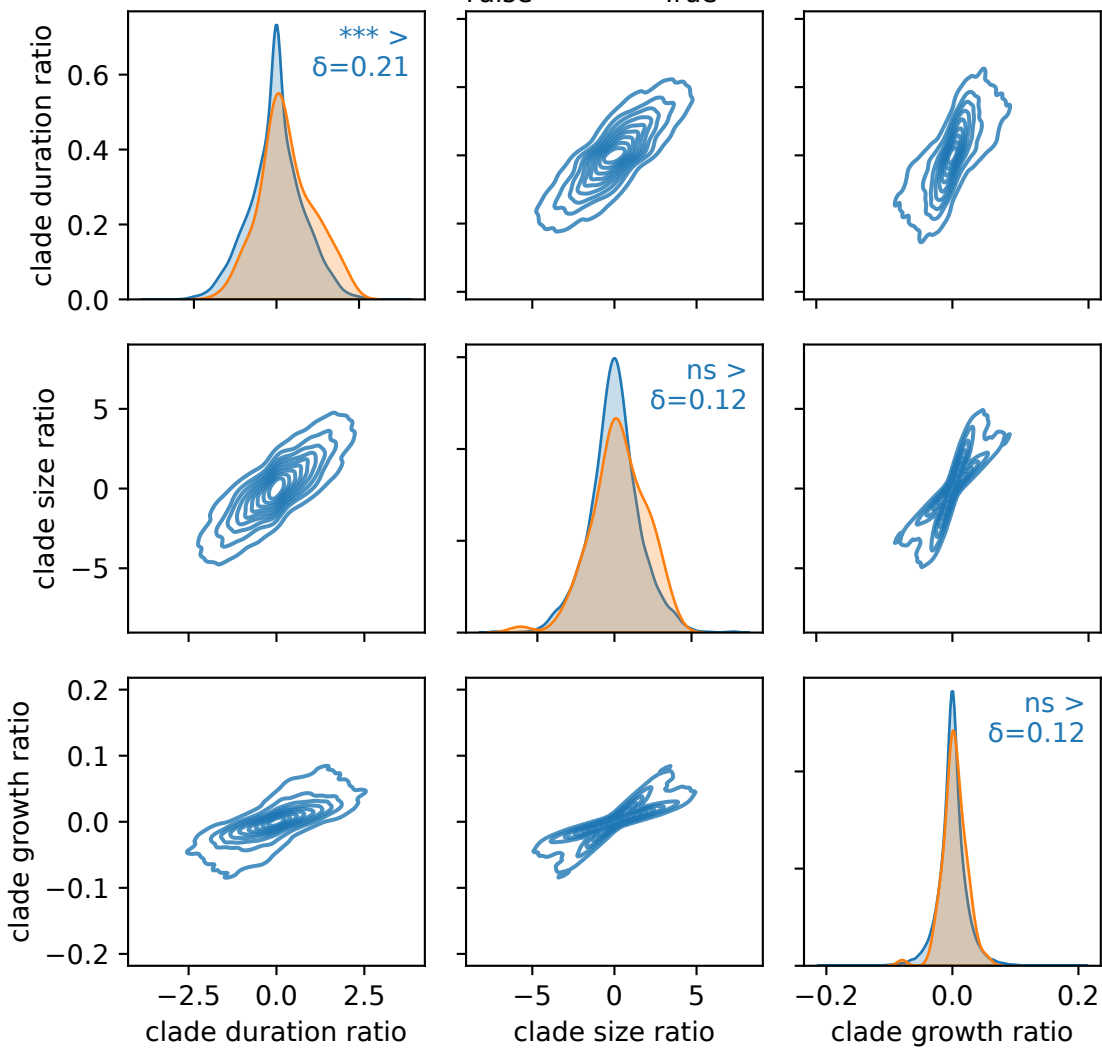 *** >
δ=0.21
clade duration ratio
0.6
0.4
0.2
0.0
ns >
δ=0.12
clade size ratio
5
0
−5
ns >
δ=0.12
clade growth ratio
0.2
0.1
0.0
−0.1
−0.2
−2.5 0.0 2.5
−5 0 5
−0.2 0.0 0.2
clade duration ratio
clade size ratio
clade growth ratio